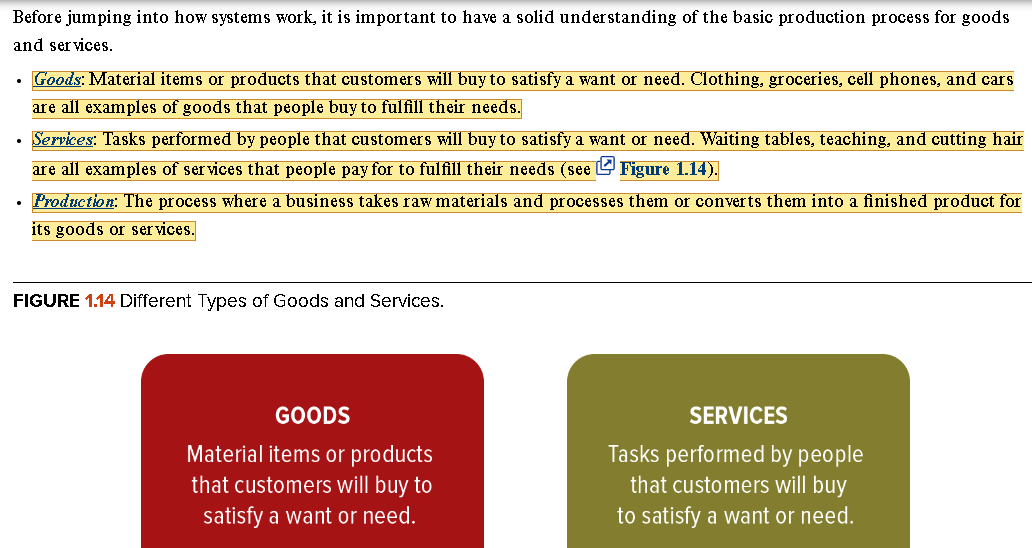 Before jumping into how systems work, it is important to have a solid understanding of the basic production process for goods
and services.
• Goods: Material items or products that customers will buy to satisfy a want or need. Clothing, groceries, cell phones, and cars
are all examples of goods that people buy to fulfill their needs.
• Services: Tasks performed by people that customers will buy to satisfy a want or need. Waiting tables, teaching, and cutting hair
are all examples of services that people pay for to fulfill their needs (see Figure 1.14).
• Production: The process where a business takes raw materials and processes them or converts them into a finished product for
its goods or services.
FIGURE 1.14 Different Types of Goods and Services.
GOODS
Material items or products
that customers will buy to
satisfy a want or need.
SERVICES
Tasks performed by people
that customers will buy
to satisfy a want or need.